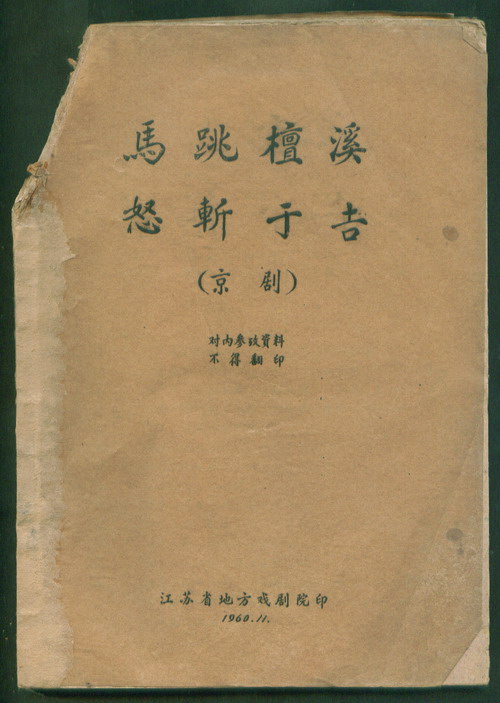 馬跳檀溪
怒斬于吉
(京剧)
对内参攷資料
不得翻印
江苏省地方戏剧院印
1960.11.